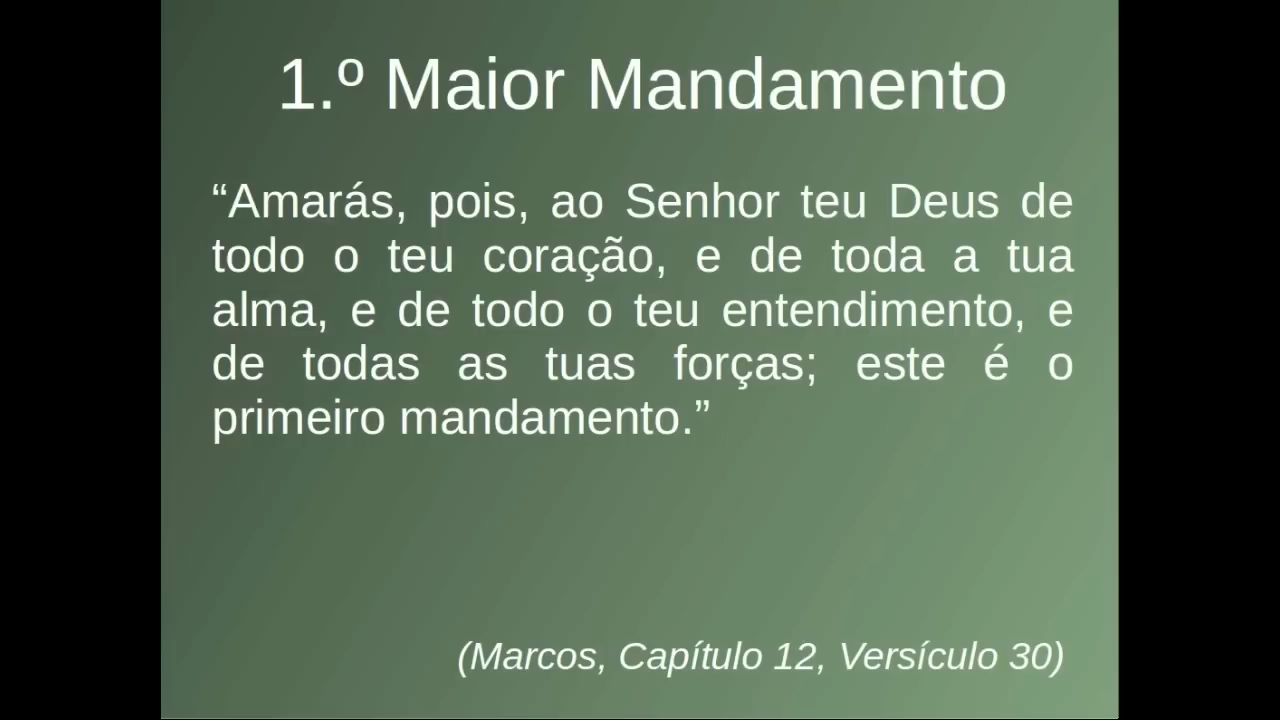 1.º Maior Mandamento
“Amarás, pois, ao Senhor teu Deus de
todo o teu coração, e de toda a tua
alma, e de todo o teu entendimento, e
de todas as tuas forças; este é o
primeiro mandamento.”
(Marcos, Capítulo 12, Versículo 30)